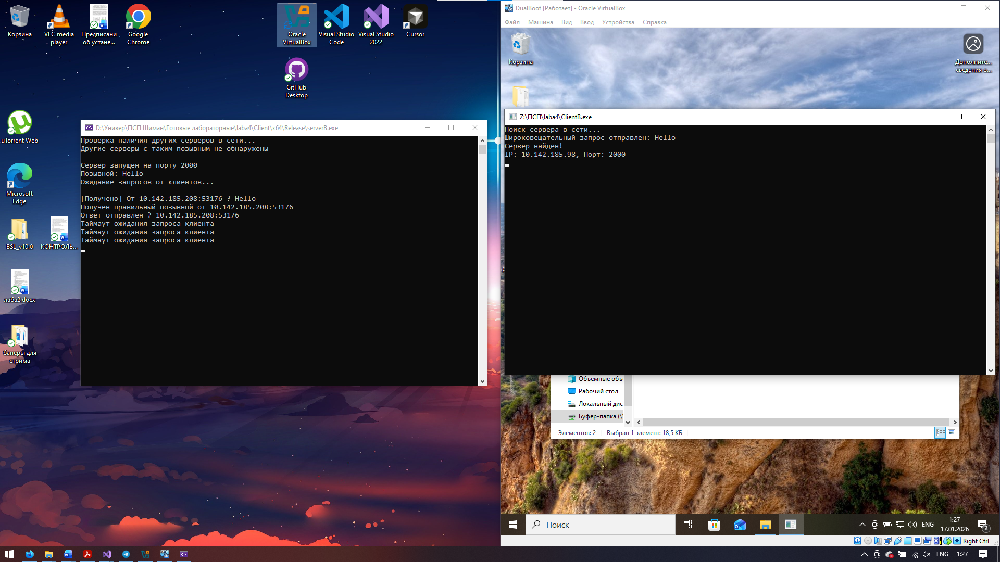 Корзина
VLC media
player
Предписани
об устане...
Google
Chrome
Oracle
VirtualBox
Visual Studio
Code
Visual Studio
2022
Cursor
GitHub
Desktop
uTorrent Web
Microsoft
Edge
BSL_v10.0
КОНТРОЛЬ...
лаба2.docx
банеры для
стрима
D:\Универ\ПСП Шиман\Готовые лабораторные\laba4\Client\x64\Release\serverB.exe
Проверка наличия других серверов в сети...
Другие серверы с таким позывным не обнаружены
Сервер запущен на порту 2000
Позывной: Hello
Ожидание запросов от клиентов...
[Получено] От 10.142.185.208:53176 ? Hello
Получен правильный позывной от 10.142.185.208:53176
Ответ отправлен ? 10.142.185.208:53176
Таймаут ожидания запроса клиента
Таймаут ожидания запроса клиента
Таймаут ожидания запроса клиента
DualBoot [Работает] - Oracle VirtualBox
Файл Машина Вид Ввод Устройства Справка
Корзина
Дополните...
сведения о...
Z:\ПСП\laba4\ClientB.exe
Поиск сервера в сети...
Широковещательный запрос отправлен: Hello
Сервер найден!
IP: 10.142.185.98, Порт: 2000
Объемные объ
Рабочий стол
Локальный дис
Буфер-папка (\\
Элементов: 2 Выбран 1 элемент: 18,5 КБ
Поиск
ENG
1:27
17.01.2026
2
Right Ctrl
ENG
1:27